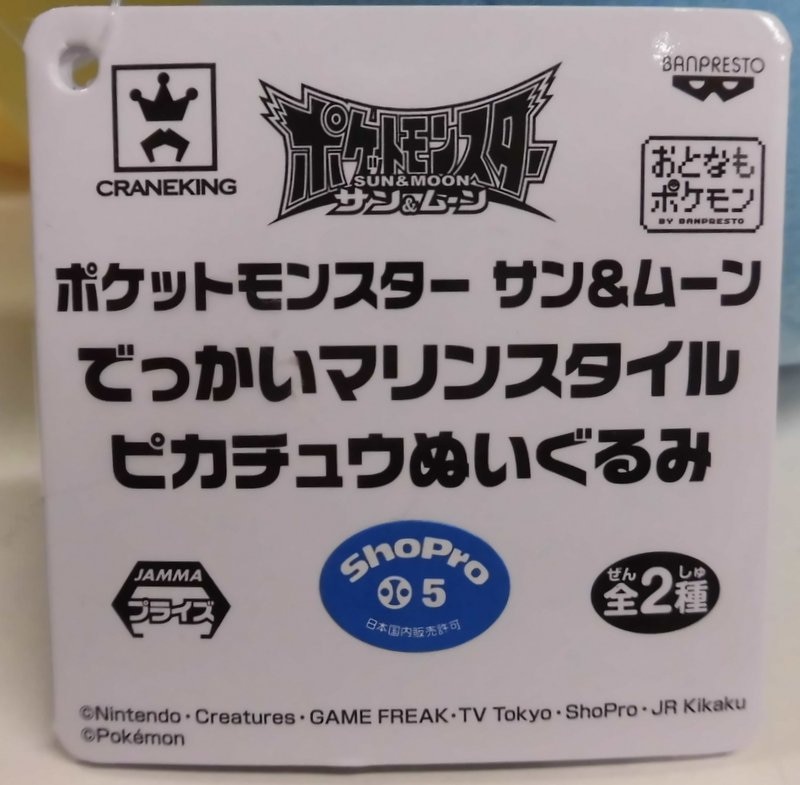 CRANEKING
ポケットモンスター
SUN&MOON
サン&ムーン
BANPRESTO
おとなも
ポケモン
BY BANPRESTO
ポケットモンスター サン&ムーン
でっかいマリンスタイル
ピカチュウぬいぐるみ
JAMMA
プライズ
ShoPro
5
日本国内販売許可
ぜん しゅ
全2種
©Nintendo・Creatures・GAME FREAK・TV Tokyo・ShoPro・JR Kikaku
©Pokémon